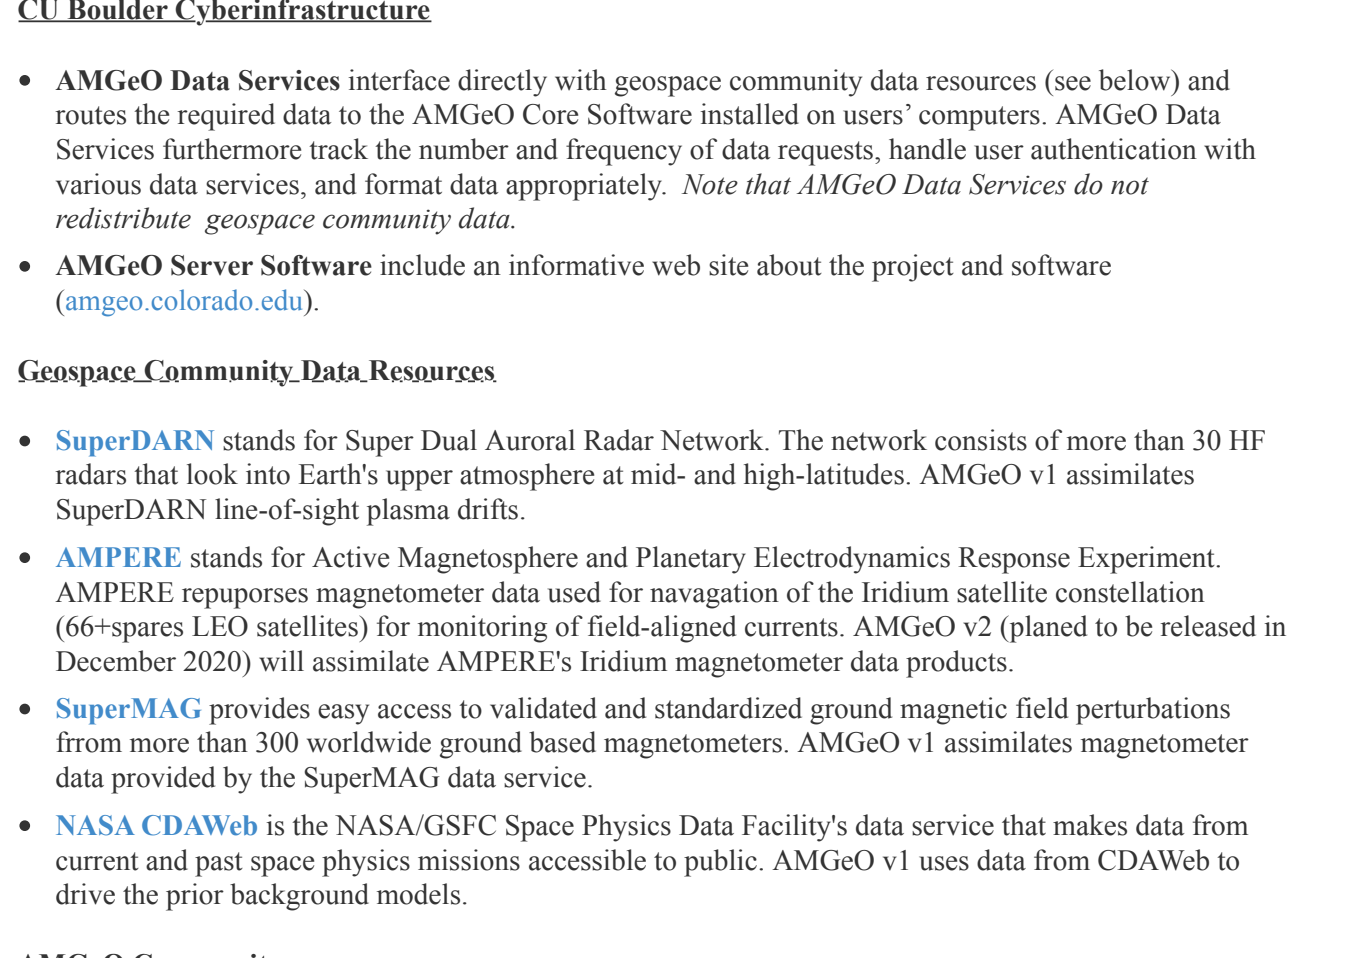 CU Boulder Cyberinfrastructure
AMGeO Data Services interface directly with geospace community data resources (see below) and
routes the required data to the AMGeO Core Software installed on users’ computers. AMGeO Data
Services furthermore track the number and frequency of data requests, handle user authentication with
various data services, and format data appropriately.  Note that AMGeO Data Services do not
redistribute  geospace community data.
AMGeO Server Software include an informative web site about the project and software
(amgeo.colorado.edu).
Geospace Community Data Resources
SuperDARN stands for Super Dual Auroral Radar Network. The network consists of more than 30 HF
radars that look into Earth's upper atmosphere at mid- and high-latitudes. AMGeO v1 assimilates
SuperDARN line-of-sight plasma drifts.
AMPERE stands for Active Magnetosphere and Planetary Electrodynamics Response Experiment.
AMPERE repuporses magnetometer data used for navagation of the Iridium satellite constellation
(66+spares LEO satellites) for monitoring of field-aligned currents. AMGeO v2 (planed to be released in
December 2020) will assimilate AMPERE's Iridium magnetometer data products.
SuperMAG provides easy access to validated and standardized ground magnetic field perturbations
frrom more than 300 worldwide ground based magnetometers. AMGeO v1 assimilates magnetometer
data provided by the SuperMAG data service.
NASA CDAWeb is the NASA/GSFC Space Physics Data Facility's data service that makes data from
current and past space physics missions accessible to public. AMGeO v1 uses data from CDAWeb to
drive the prior background models.
AMGeO Community